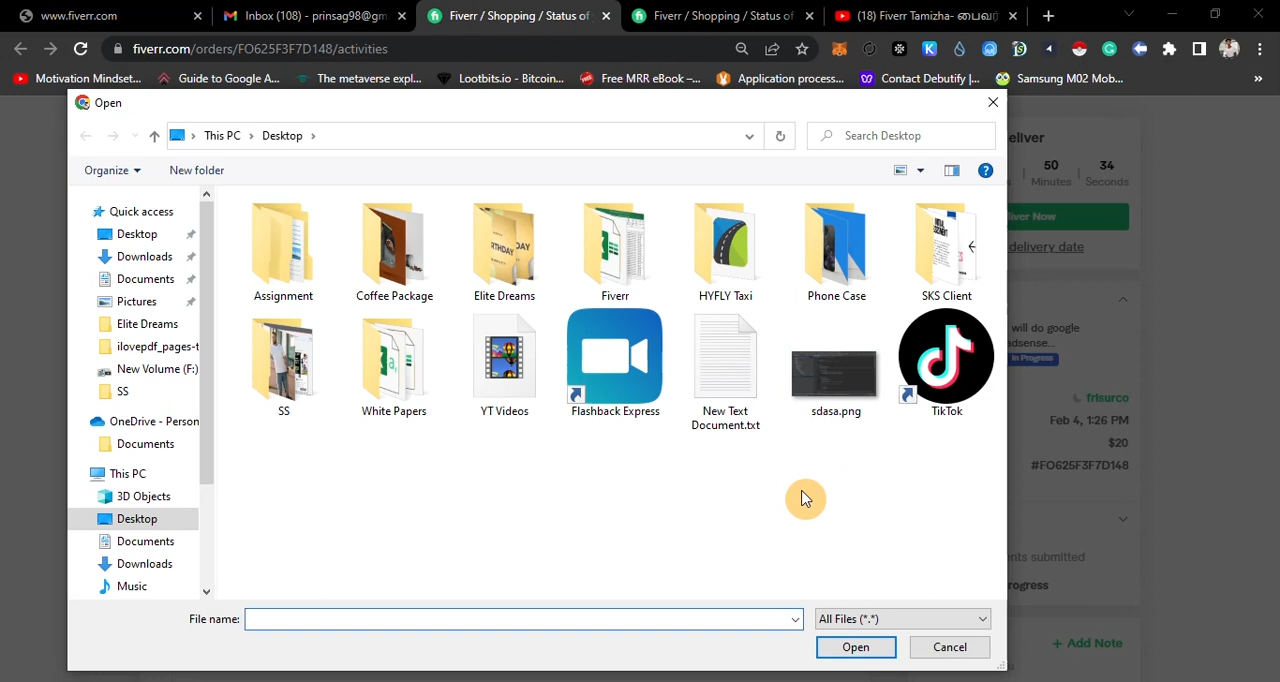 www.fiverr.com
Inbox (108) - prinsag98@gm
Fiverr / Shopping / Status of
Fiverr / Shopping / Status of
(18) Fiverr Tamizha- பைவர்
fiverr.com/orders/FO625F3F7D148/activities
Motivation Mindset...
Guide to Google A...
The metaverse expl...
Lootbits.io - Bitcoin...
Free MRR eBook –...
Application process...
Contact Debutify |...
Samsung M02 Mob...
»
Open
This PC > Desktop >
Search Desktop
Organize
New folder
Quick access
Desktop
Downloads
Documents
Pictures
Elite Dreams
ilovepdf_pages-t
New Volume (F:)
SS
OneDrive - Person
Documents
This PC
3D Objects
Desktop
Documents
Downloads
Music
Assignment
Coffee Package
Elite Dreams
Fiverr
HYFLY Taxi
Phone Case
SKS Client
SS
White Papers
YT Videos
Flashback Express
New Text
Document.txt
sdasa.png
TikTok
File name:
All Files (*.*)
Open
Cancel
eliver
50
34
Minutes
Seconds
liver Now
delivery date
will do google
adsense...
In Progress
frisurco
Feb 4, 1:26 PM
$20
#FO625F3F7D148
nts submitted
rogress
+ Add Note